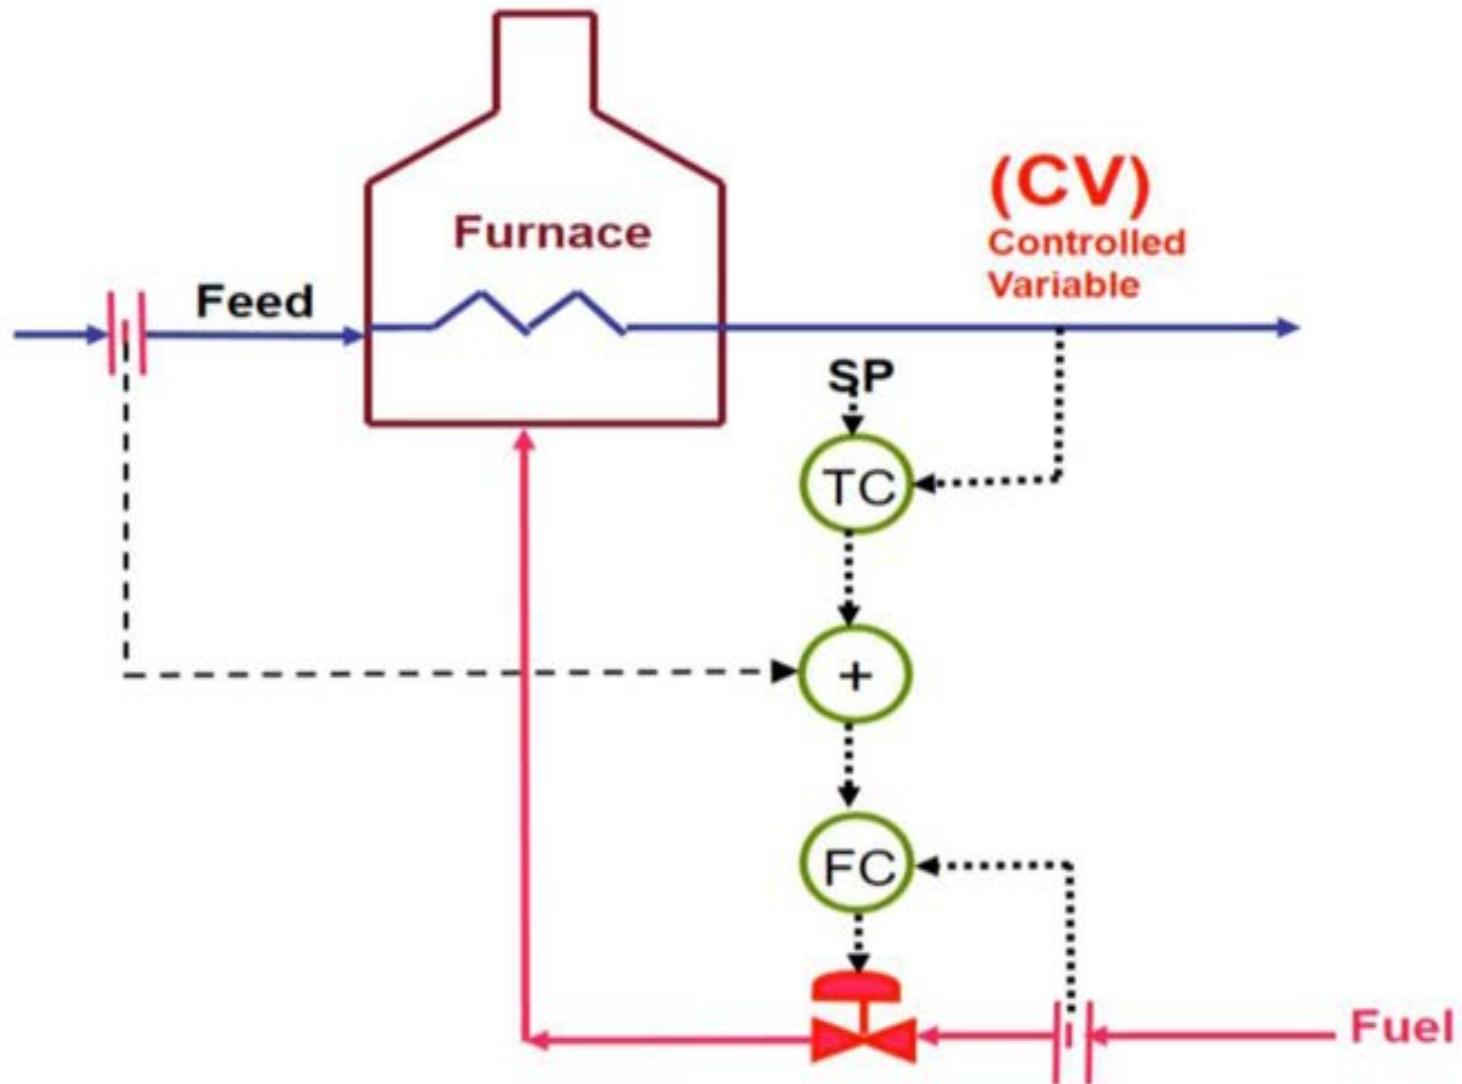 (CV)
Controlled
Variable
Furnace
Feed
SP
TC
+
FC
Fuel